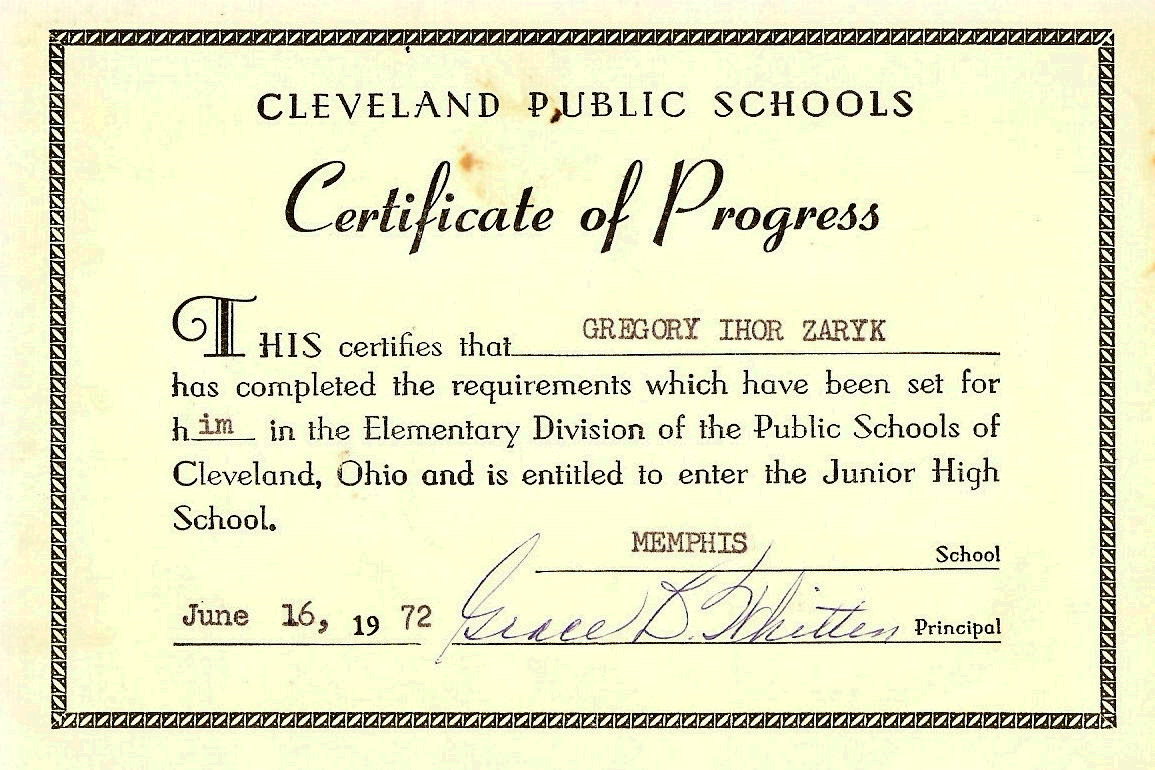 CLEVELAND PUBLIC SCHOOLS
Certificate of Progress
THIS certifies that GREGORY IHOR ZARYK
has completed the requirements which have been set for
him in the Elementary Division of the Public Schools of
Cleveland, Ohio and is entitled to enter the Junior High
School.
MEMPHIS School
June 16, 19 72 Grace B. Whitten Principal